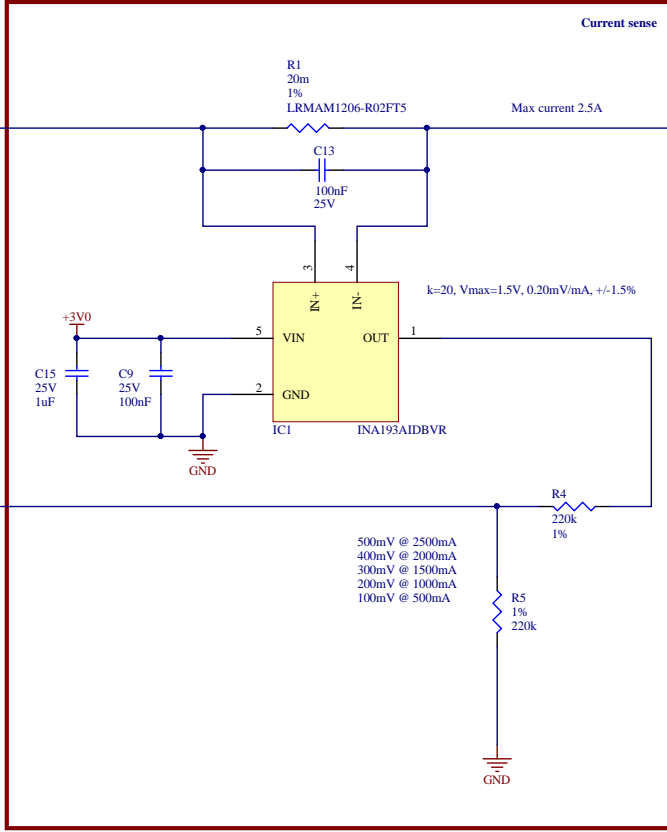 Current sense
R1
20m
1%
LRMAM1206-R02FT5
Max current 2.5A
C13
100nF
25V
3
4
IN+
IN-
k=20, Vmax=1.5V, 0.20mV/mA, +/-1.5%
+3V0
5
VIN
OUT
1
C15
25V
1uF
C9
25V
100nF
2
GND
IC1
INA193AIDBVR
GND
R4
220k
1%
500mV @ 2500mA
400mV @ 2000mA
300mV @ 1500mA
200mV @ 1000mA
100mV @ 500mA
R5
1%
220k
GND